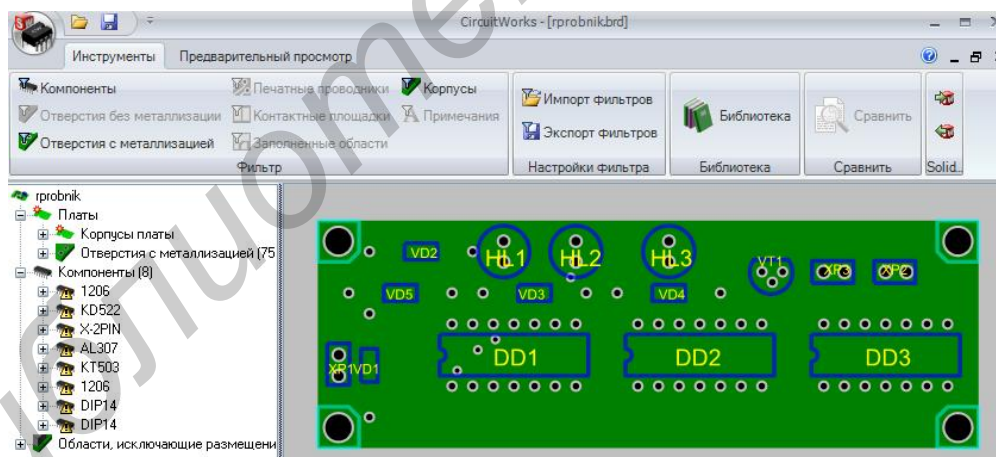 CircuitWorks - [rprobnik.brd]
Инструменты Предварительный просмотр
Компоненты Печатные проводники Корпусы
Отверстия без металлизации Контактные площадки Примечания
Отверстия с металлизацией Заполненные области
Импорт фильтров
Экспорт фильтров
Библиотека
Сравнить
Фильтр Настройки фильтра Библиотека Сравнить Solid...
rprobnik
Платы
Корпусы платы
Отверстия с металлизацией (75
Компоненты (8)
1206
KD522
X-2PIN
AL307
KT503
1206
DIP14
DIP14
Области, исключающие размещени
VD2 HL1 HL2 HL3 VT1 XP3 XP2
VD5 VD3 VD4
XP1 VD1 DD1 DD2 DD3